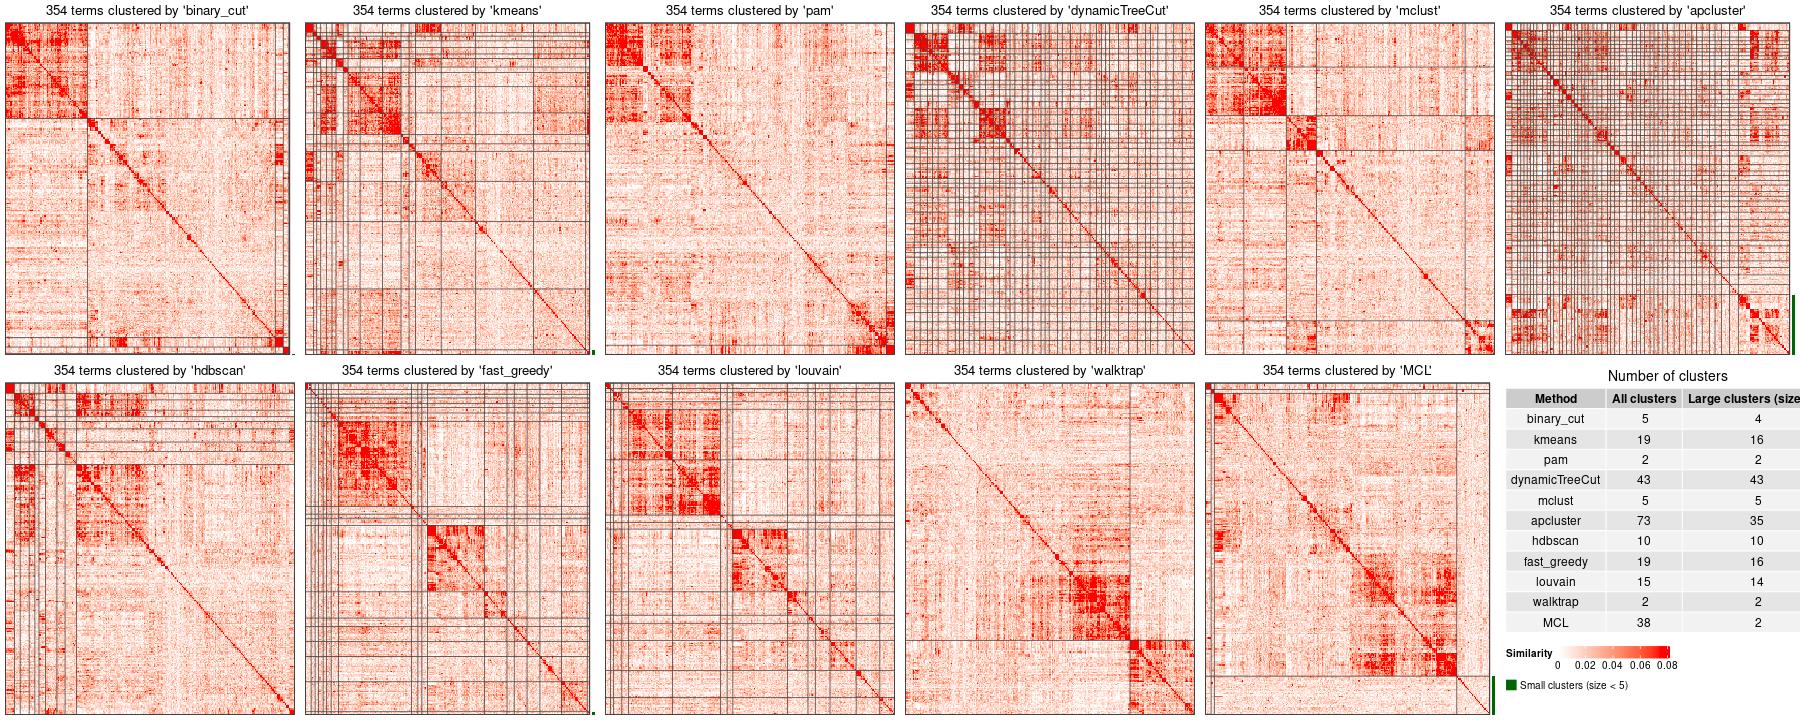 354 terms clustered by 'binary_cut'
354 terms clustered by 'kmeans'
354 terms clustered by 'pam'
354 terms clustered by 'dynamicTreeCut'
354 terms clustered by 'mclust'
354 terms clustered by 'apcluster'
354 terms clustered by 'hdbscan'
354 terms clustered by 'fast_greedy'
354 terms clustered by 'louvain'
354 terms clustered by 'walktrap'
354 terms clustered by 'MCL'
Number of clusters
Method All clusters Large clusters (size
binary_cut 5 4
kmeans 19 16
pam 2 2
dynamicTreeCut 43 43
mclust 5 5
apcluster 73 35
hdbscan 10 10
fast_greedy 19 16
louvain 15 14
walktrap 2 2
MCL 38 2
Similarity
0 0.02 0.04 0.06 0.08
Small clusters (size < 5)